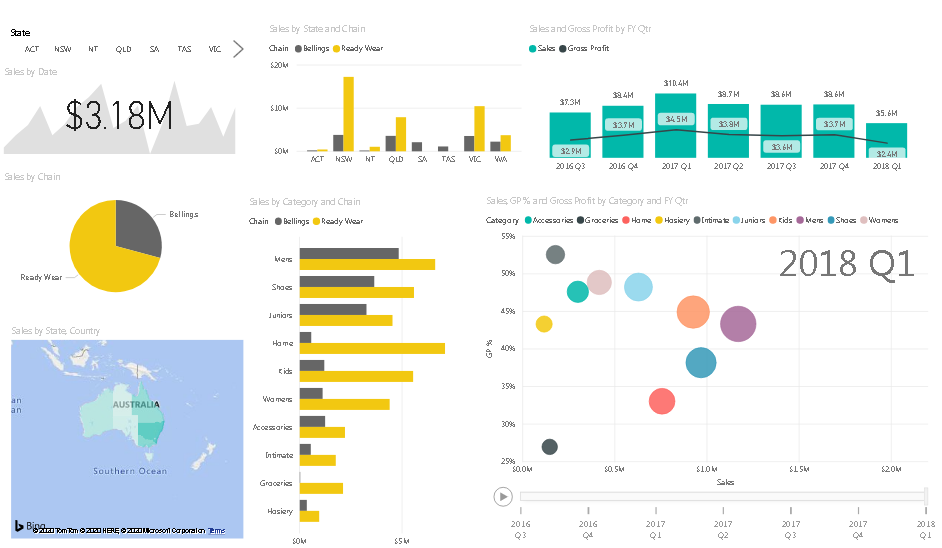 State
ACT NSW NT QLD SA TAS VIC
Sales by Date
$3.18M
Sales by Chain
Bellings
Ready Wear
Sales by State, Country
AUSTRALIA
an
an
Southern Ocean
Bing
© 2020 TomTom © 2020 HERE, © 2020 Microsoft Corporation Terms
Sales by State and Chain
Chain Bellings Ready Wear
$20M
$10M
$0M
ACT NSW NT QLD SA TAS VIC WA
Sales and Gross Profit by FY Qtr
Sales Gross Profit
$7.3M $8.4M $10.4M $8.7M $8.6M $8.6M $5.6M
$2.9M $3.7M $4.5M $3.8M $3.6M $3.7M $2.4M
2016 Q3 2016 Q4 2017 Q1 2017 Q2 2017 Q3 2017 Q4 2018 Q1
Sales by Category and Chain
Chain Bellings Ready Wear
Mens
Shoes
Juniors
Home
Kids
Womens
Accessories
Intimate
Groceries
Hosiery
$0M $5M
Sales, GP % and Gross Profit by Category and FY Qtr
Category Accessories Groceries Home Hosiery Intimate Juniors Kids Mens Shoes Womens
2018 Q1
55%
50%
45%
40%
35%
30%
25%
GP %
$0.0M $0.5M $1.0M $1.5M $2.0M
Sales
2016 Q3
2016 Q4
2017 Q1
2017 Q2
2017 Q3
2017 Q4
2018 Q1